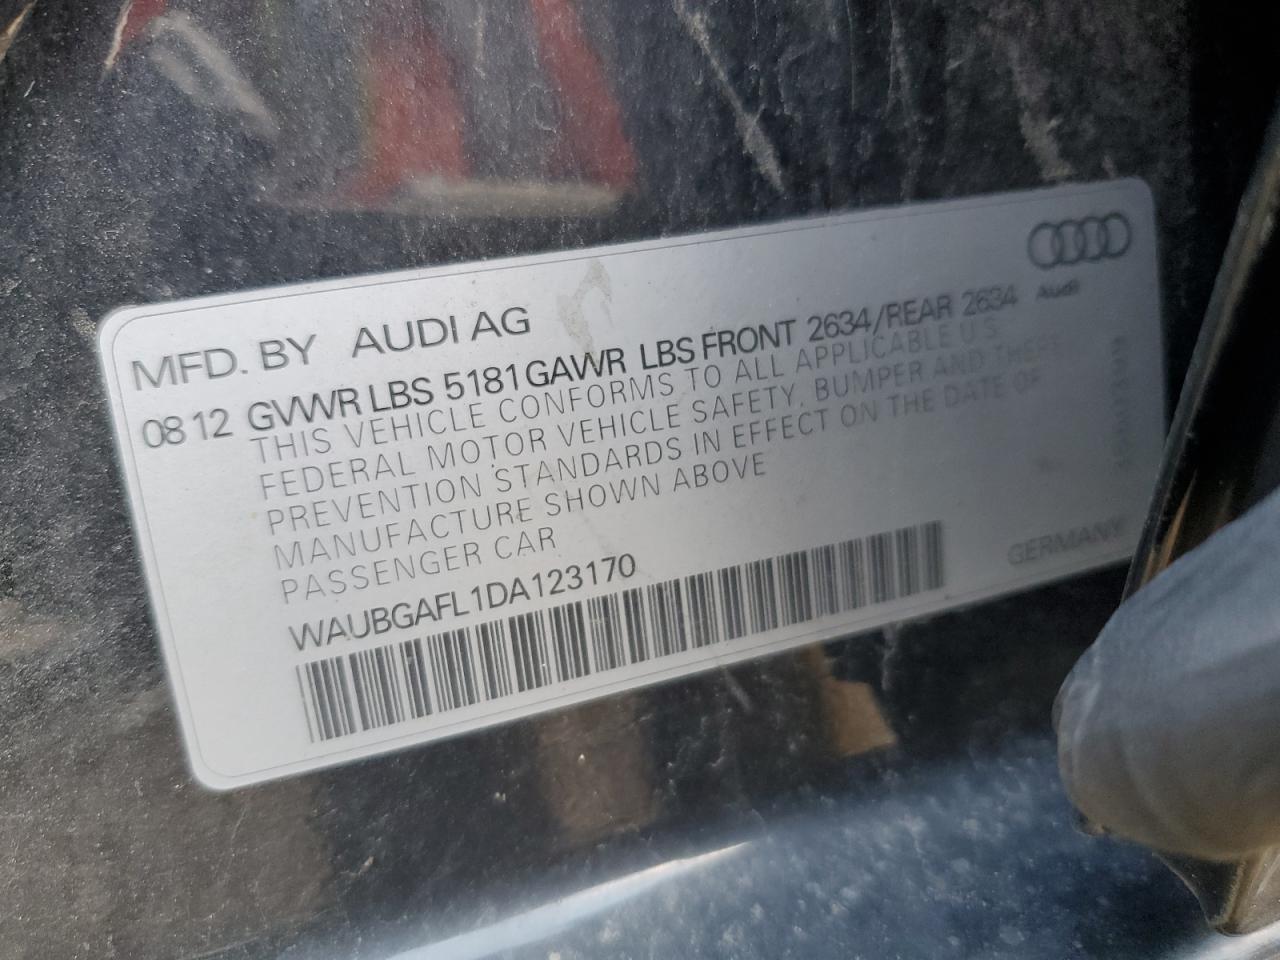 MFD. BY AUDI AG
Audi
08 12 GVWR LBS 5181 GAWR LBS FRONT 2634/REAR 2634
THIS VEHICLE CONFORMS TO ALL APPLICABLE U.S.
FEDERAL MOTOR VEHICLE SAFETY, BUMPER AND THEFT
PREVENTION STANDARDS IN EFFECT ON THE DATE OF
MANUFACTURE SHOWN ABOVE
PASSENGER CAR
WAUBGAFL1DA123170
GERMANY